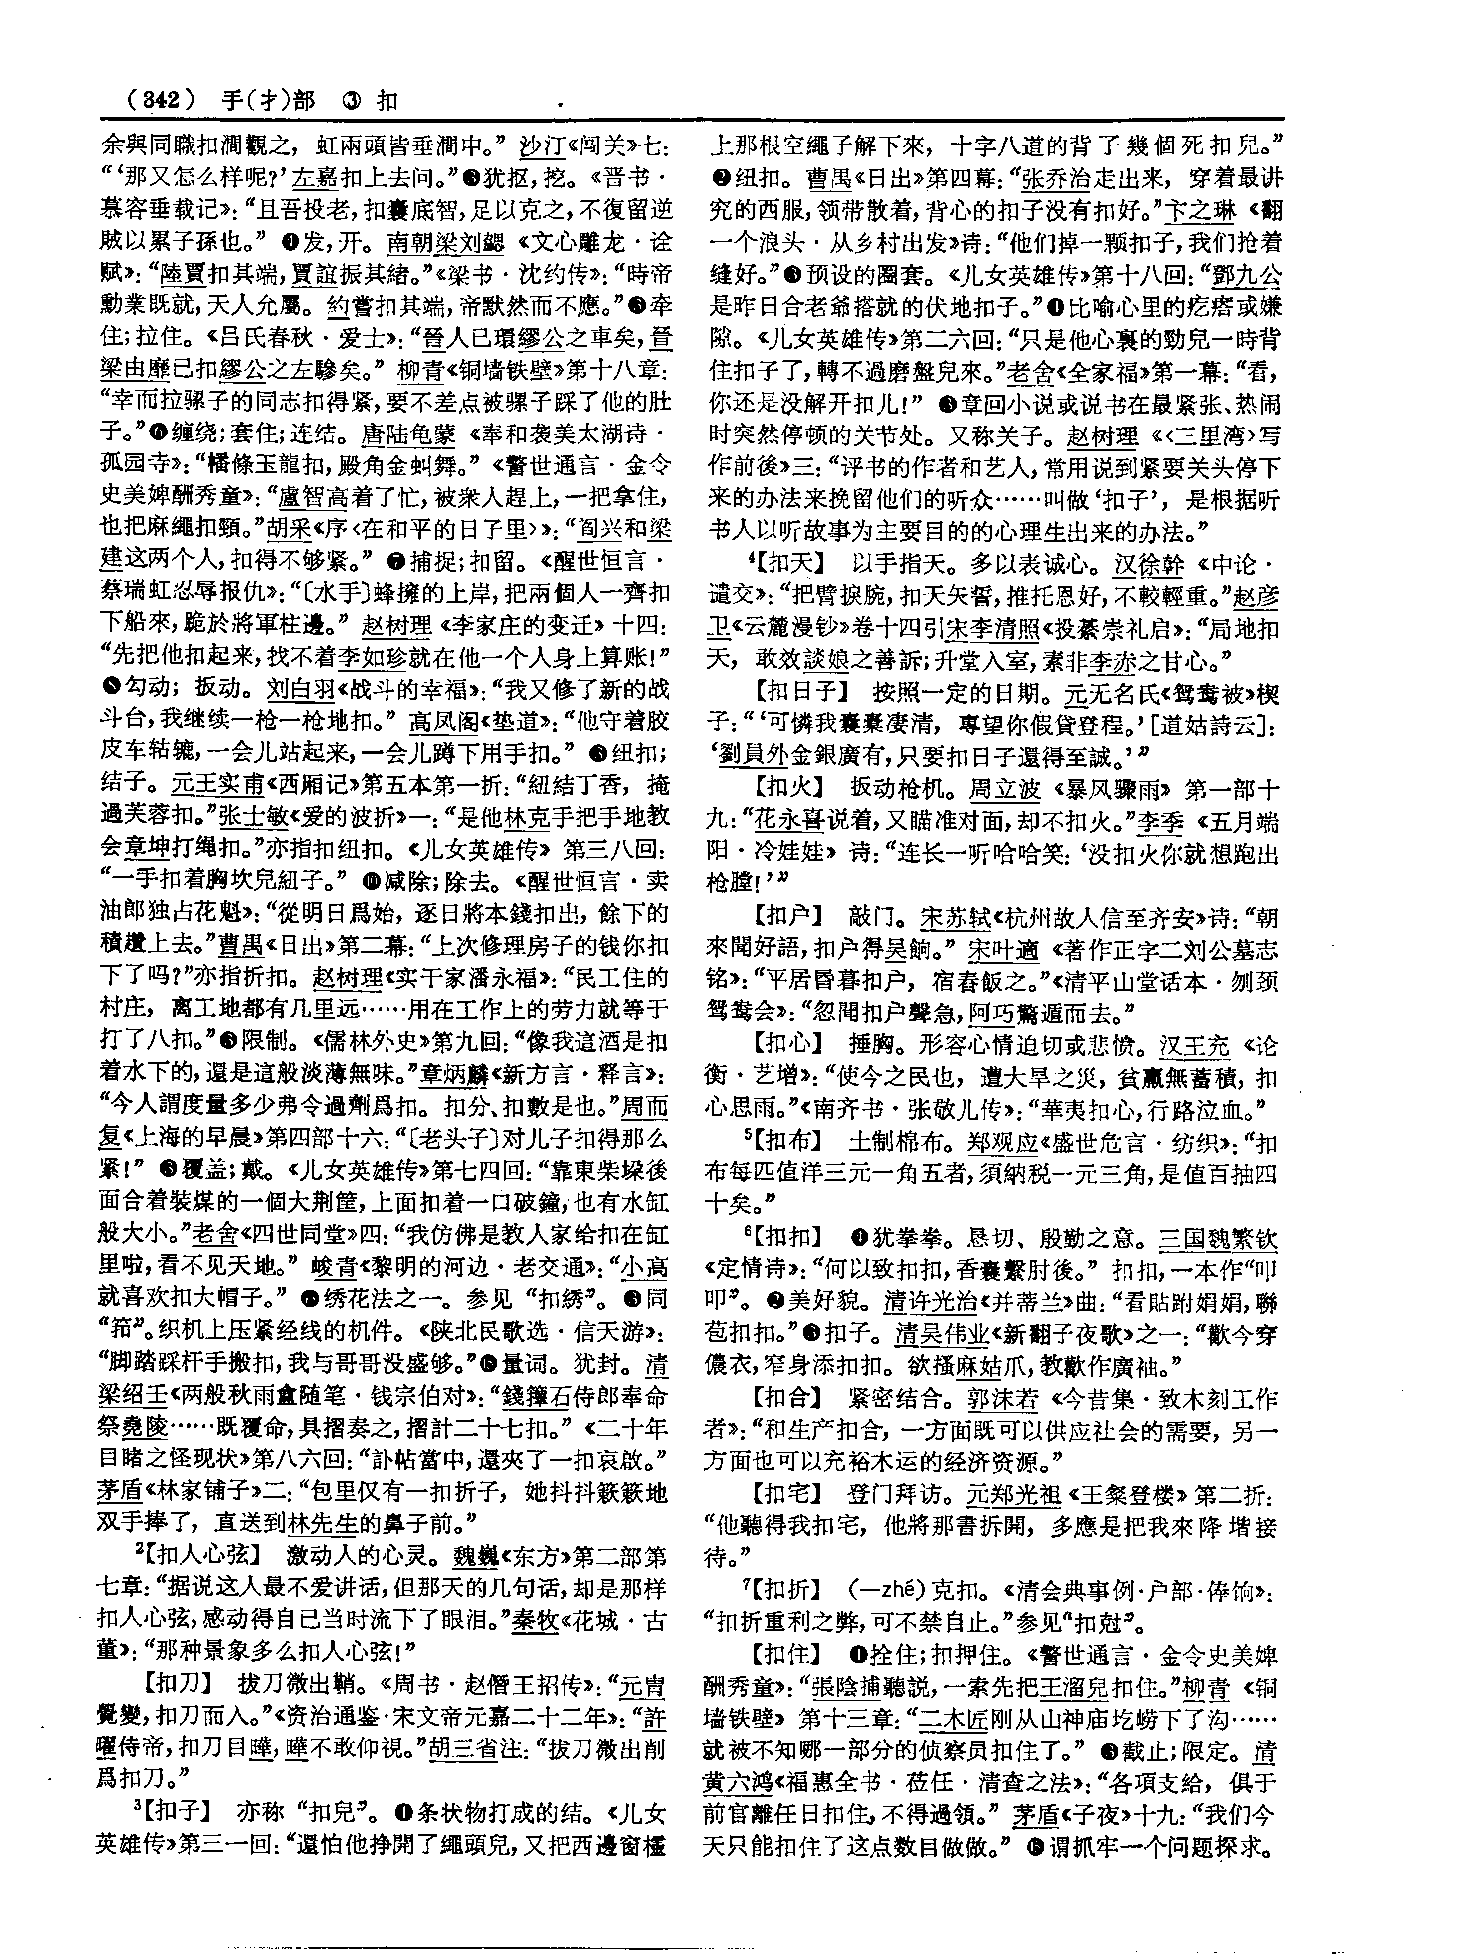 (342) 手(扌)部 ③ 扣
余與同職扣澗觀之，虹兩頭皆垂澗中。”沙汀《闯关》七：
“‘那又怎么样呢？’左嘉扣上去问。”❸犹抠，挖。《晋书·
慕容垂载记》：“且吾投老，扣囊底智，足以克之，不復留逆
賊以累子孫也。”❹发，开。南朝梁刘勰《文心雕龙·诠
赋》：“陸賈扣其端，賈誼振其緒。”《梁书·沈约传》：“時帝
勳業既就，天人允屬。約嘗扣其端，帝默然而不應。”❺牵
住；拉住。《吕氏春秋·爱士》：“晉人已環繆公之車矣，晉
梁由靡已扣繆公之左驂矣。”柳青《铜墙铁壁》第十八章：
“幸而拉骡子的同志扣得紧，要不差点被骡子踩了他的肚
子。”❻缠绕；套住；连结。唐陆龟蒙《奉和袭美太湖诗·
孤园寺》：“幡條玉龍扣，殿角金虯舞。”《警世通言·金令
史美婢酬秀童》：“盧智高着了忙，被衆人趕上，一把拿住，
也把麻繩扣頸。”胡采《序〈在和平的日子里〉》：“阎兴和梁
建这两个人，扣得不够紧。”❼捕捉；扣留。《醒世恒言·
蔡瑞虹忍辱报仇》：“〔水手〕蜂擁的上岸，把兩個人一齊扣
下船來，跪於將軍柱邊。”赵树理《李家庄的变迁》十四：
“先把他扣起来，找不着李如珍就在他一个人身上算账！”
❽勾动；扳动。刘白羽《战斗的幸福》：“我又修了新的战
斗台，我继续一枪一枪地扣。”高凤阁《垫道》：“他守着胶
皮车轱辘，一会儿站起来，一会儿蹲下用手扣。”❾纽扣；
结子。元王实甫《西厢记》第五本第一折：“紐結丁香，掩
過芙蓉扣。”张士敏《爱的波折》一：“是他林克手把手地教
会章坤打绳扣。”亦指扣纽扣。《儿女英雄传》第三八回：
“一手扣着胸坎兒紐子。”❿减除；除去。《醒世恒言·卖
油郎独占花魁》：“從明日爲始，逐日將本錢扣出，餘下的
積趲上去。”曹禺《日出》第二幕：“上次修理房子的钱你扣
下了吗？”亦指折扣。赵树理《实干家潘永福》：“民工住的
村庄，离工地都有几里远……用在工作上的劳力就等于
打了八扣。”⓫限制。《儒林外史》第九回：“像我這酒是扣
着水下的，還是這般淡薄無味。”章炳麟《新方言·释言》：
“今人謂度量多少弗令過劑爲扣。扣分、扣數是也。”周而
复《上海的早晨》第四部十六：“〔老头子〕对儿子扣得那么
紧！”⓬覆盖；戴。《儿女英雄传》第七四回：“靠東柴垜後
面合着裝煤的一個大荆筐，上面扣着一口破鐘，也有水缸
般大小。”老舍《四世同堂》四：“我仿佛是教人家给扣在缸
里啦，看不见天地。”峻青《黎明的河边·老交通》：“小高
就喜欢扣大帽子。”⓭绣花法之一。参见“扣綉”。⓮同
“筘”。织机上压紧经线的机件。《陕北民歌选·信天游》：
“脚踏踩杆手搬扣，我与哥哥没盛够。”⓯量词。犹封。清
梁绍壬《两般秋雨盦随笔·钱宗伯对》：“錢籜石侍郎奉命
祭堯陵……既覆命，具摺奏之，摺計二十七扣。”《二十年
目睹之怪现状》第八六回：“訃帖當中，還夾了一扣哀啟。”
茅盾《林家铺子》二：“包里仅有一扣折子，她抖抖簌簌地
双手捧了，直送到林先生的鼻子前。”
²【扣人心弦】 激动人的心灵。魏巍《东方》第二部第
七章：“据说这人最不爱讲话，但那天的几句话，却是那样
扣人心弦，感动得自己当时流下了眼泪。”秦牧《花城·古
董》：“那种景象多么扣人心弦！”
【扣刀】 拔刀微出鞘。《周书·赵僭王招传》：“元胄
覺變，扣刀而入。”《资治通鉴·宋文帝元嘉二十二年》：“許
曜侍帝，扣刀目曄，曄不敢仰視。”胡三省注：“拔刀微出削
爲扣刀。”
³【扣子】 亦称“扣兒”。❶条状物打成的结。《儿女
英雄传》第三一回：“還怕他挣開了繩頭兒，又把西邊窗櫺
上那根空繩子解下來，十字八道的背了幾個死扣兒。”
❷纽扣。曹禺《日出》第四幕：“张乔治走出来，穿着最讲
究的西服，领带散着，背心的扣子没有扣好。”卞之琳《翻
一个浪头·从乡村出发》诗：“他们掉一颗扣子，我们抢着
缝好。”❸预设的圈套。《儿女英雄传》第十八回：“鄧九公
是昨日合老爺搭就的伏地扣子。”❹比喻心里的疙瘩或嫌
隙。《儿女英雄传》第二六回：“只是他心裏的勁兒一時背
住扣子了，轉不過磨盤兒來。”老舍《全家福》第一幕：“看，
你还是没解开扣儿！”❺章回小说或说书在最紧张、热闹
时突然停顿的关节处。又称关子。赵树理《〈三里湾〉写
作前後》三：“评书的作者和艺人，常用说到紧要关头停下
来的办法来挽留他们的听众……叫做‘扣子’，是根据听
书人以听故事为主要目的的心理生出来的办法。”
⁴【扣天】 以手指天。多以表诚心。汉徐幹《中论·
谴交》：“把臂捩腕，扣天矢誓，推托恩好，不較輕重。”赵彦
卫《云麓漫钞》卷十四引宋李清照《投綦崇礼启》：“局地扣
天，敢效談娘之善訴；升堂入室，素非李赤之甘心。”
【扣日子】 按照一定的日期。元无名氏《鸳鸯被》楔
子：“‘可憐我囊橐凄清，專望你假貸登程。’［道姑詩云］：
‘劉員外金銀廣有，只要扣日子還得至誠。’”
【扣火】 扳动枪机。周立波《暴风骤雨》第一部十
九：“花永喜说着，又瞄准对面，却不扣火。”李季《五月端
阳·冷娃娃》诗：“连长一听哈哈笑：‘没扣火你就想跑出
枪膛！’”
【扣户】 敲门。宋苏轼《杭州故人信至齐安》诗：“朝
來聞好語，扣户得吴餉。”宋叶適《著作正字二刘公墓志
铭》：“平居昏暮扣户，宿舂飯之。”《清平山堂话本·刎颈
鸳鸯会》：“忽聞扣户聲急，阿巧驚遁而去。”
【扣心】 捶胸。形容心情迫切或悲愤。汉王充《论
衡·艺增》：“使今之民也，遭大旱之災，貧羸無蓄積，扣
心思雨。”《南齐书·张敬儿传》：“華夷扣心，行路泣血。”
⁵【扣布】 土制棉布。郑观应《盛世危言·纺织》：“扣
布每匹值洋三元一角五者，須納税一元三角，是值百抽四
十矣。”
⁶【扣扣】 ❶犹拳拳。恳切、殷勤之意。三国魏繁钦
《定情诗》：“何以致扣扣，香囊繫肘後。”扣扣，一本作“叩
叩”。❷美好貌。清许光治《并蒂兰》曲：“看貼跗娟娟，聯
苞扣扣。”❸扣子。清吴伟业《新翻子夜歌》之一：“歡今穿
儂衣，窄身添扣扣。欲搔麻姑爪，教歡作廣袖。”
【扣合】 紧密结合。郭沫若《今昔集·致木刻工作
者》：“和生产扣合，一方面既可以供应社会的需要，另一
方面也可以充裕木运的经济资源。”
【扣宅】 登门拜访。元郑光祖《王粲登楼》第二折：
“他聽得我扣宅，他將那書拆開，多應是把我來降堦接
待。”
⁷【扣折】 （—zhé）克扣。《清会典事例·户部·俸饷》：
“扣折重利之弊，可不禁自止。”参见“扣尅”。
【扣住】 ❶拴住；扣押住。《警世通言·金令史美婢
酬秀童》：“張陰捕聽説，一索先把王溜兒扣住。”柳青《铜
墙铁壁》第十三章：“二木匠刚从山神庙圪崂下了沟……
就被不知哪一部分的侦察员扣住了。”❷截止；限定。清
黄六鸿《福惠全书·莅任·清查之法》：“各項支給，俱于
前官離任日扣住，不得過領。”茅盾《子夜》十九：“我们今
天只能扣住了这点数目做做。”❸谓抓牢一个问题探求。